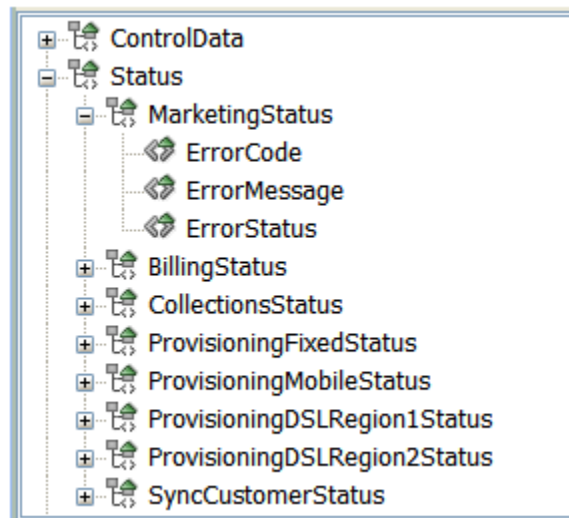 ControlData
Status
MarketingStatus
ErrorCode
ErrorMessage
ErrorStatus
BillingStatus
CollectionsStatus
ProvisioningFixedStatus
ProvisioningMobileStatus
ProvisioningDSLRegion1Status
ProvisioningDSLRegion2Status
SyncCustomerStatus